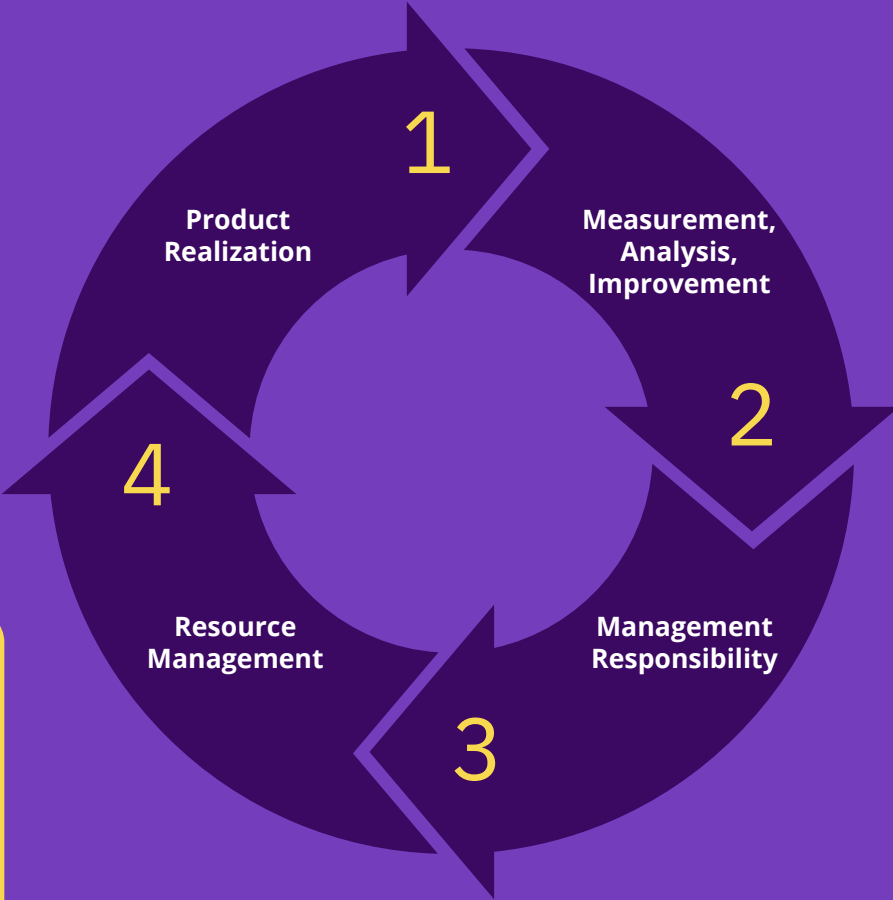 1
Product
Realization
Measurement,
Analysis,
Improvement
2
Management
Responsibility
3
Resource
Management
4